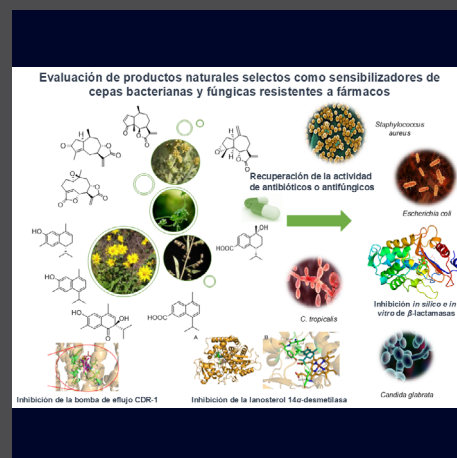 Evaluación de productos naturales selectos como sensibilizadores de
cepas bacterianas y fúngicas resistentes a fármacos
Staphylococcus
aureus
Recuperación de la actividad
de antibióticos o antifúngicos
Escherichia coli
C. tropicalis
Inhibición in silico e in
vitro de β-lactamasas
A
B
Inhibición de la bomba de eflujo CDR-1
Inhibición de la lanosterol 14α-desmetilasa
Candida glabrata